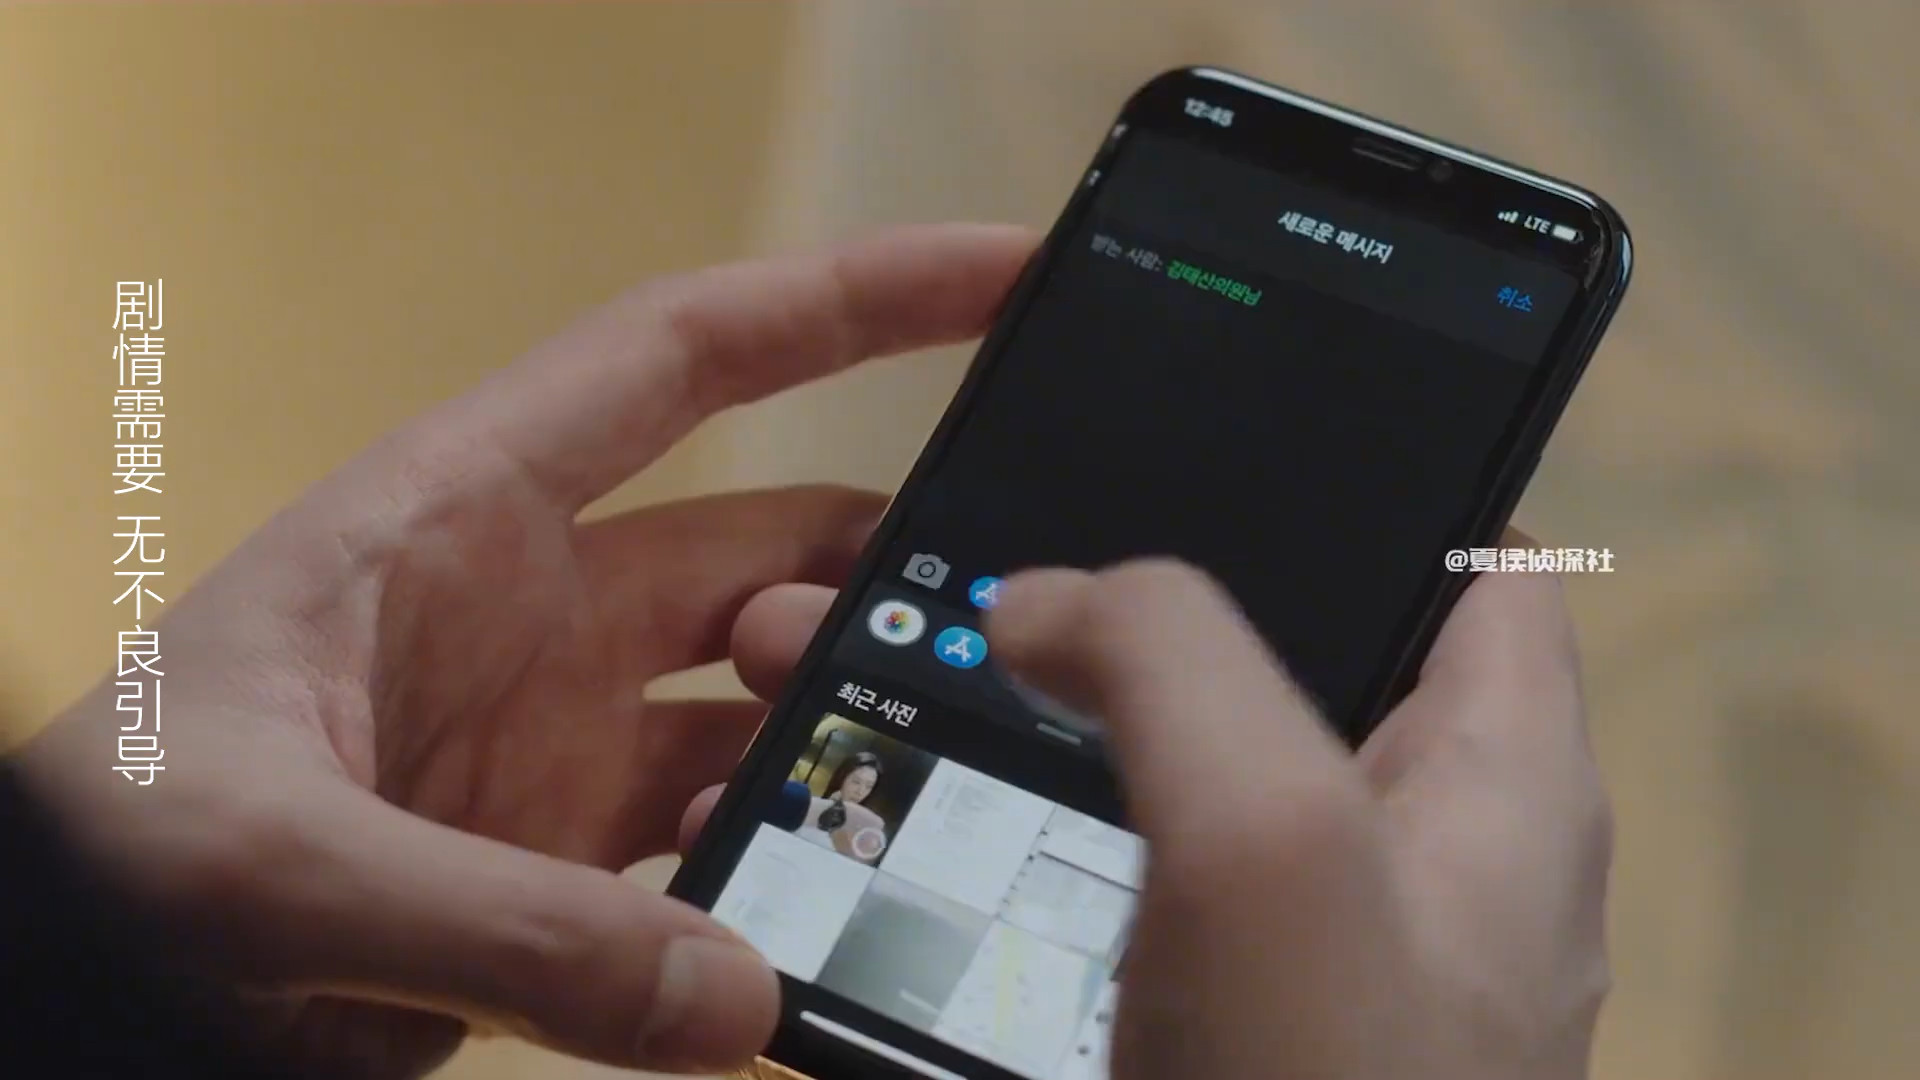 12:45
LTE
새로운 메시지
받는 사람: 김태산의원님
취소
剧情需要 无不良引导
@夏侯侦探社
최근 사진